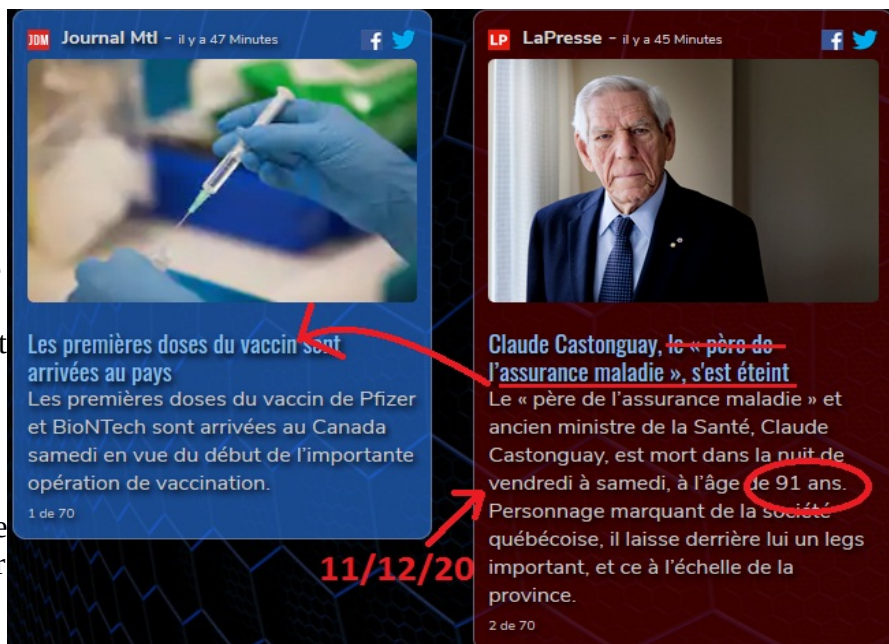 JDM Journal Mtl - il y a 47 Minutes
Les premières doses du vaccin sont
arrivées au pays
Les premières doses du vaccin de Pfizer
et BioNTech sont arrivées au Canada
samedi en vue du début de l'importante
opération de vaccination.
1 de 70
LP LaPresse - il y a 45 Minutes
Claude Castonguay, le « père de
l'assurance maladie », s'est éteint
Le « père de l'assurance maladie » et
ancien ministre de la Santé, Claude
Castonguay, est mort dans la nuit de
vendredi à samedi, à l'âge de 91 ans.
Personnage marquant de la société
québécoise, il laisse derrière lui un legs
important, et ce à l'échelle de la
province.
2 de 70
11/12/20